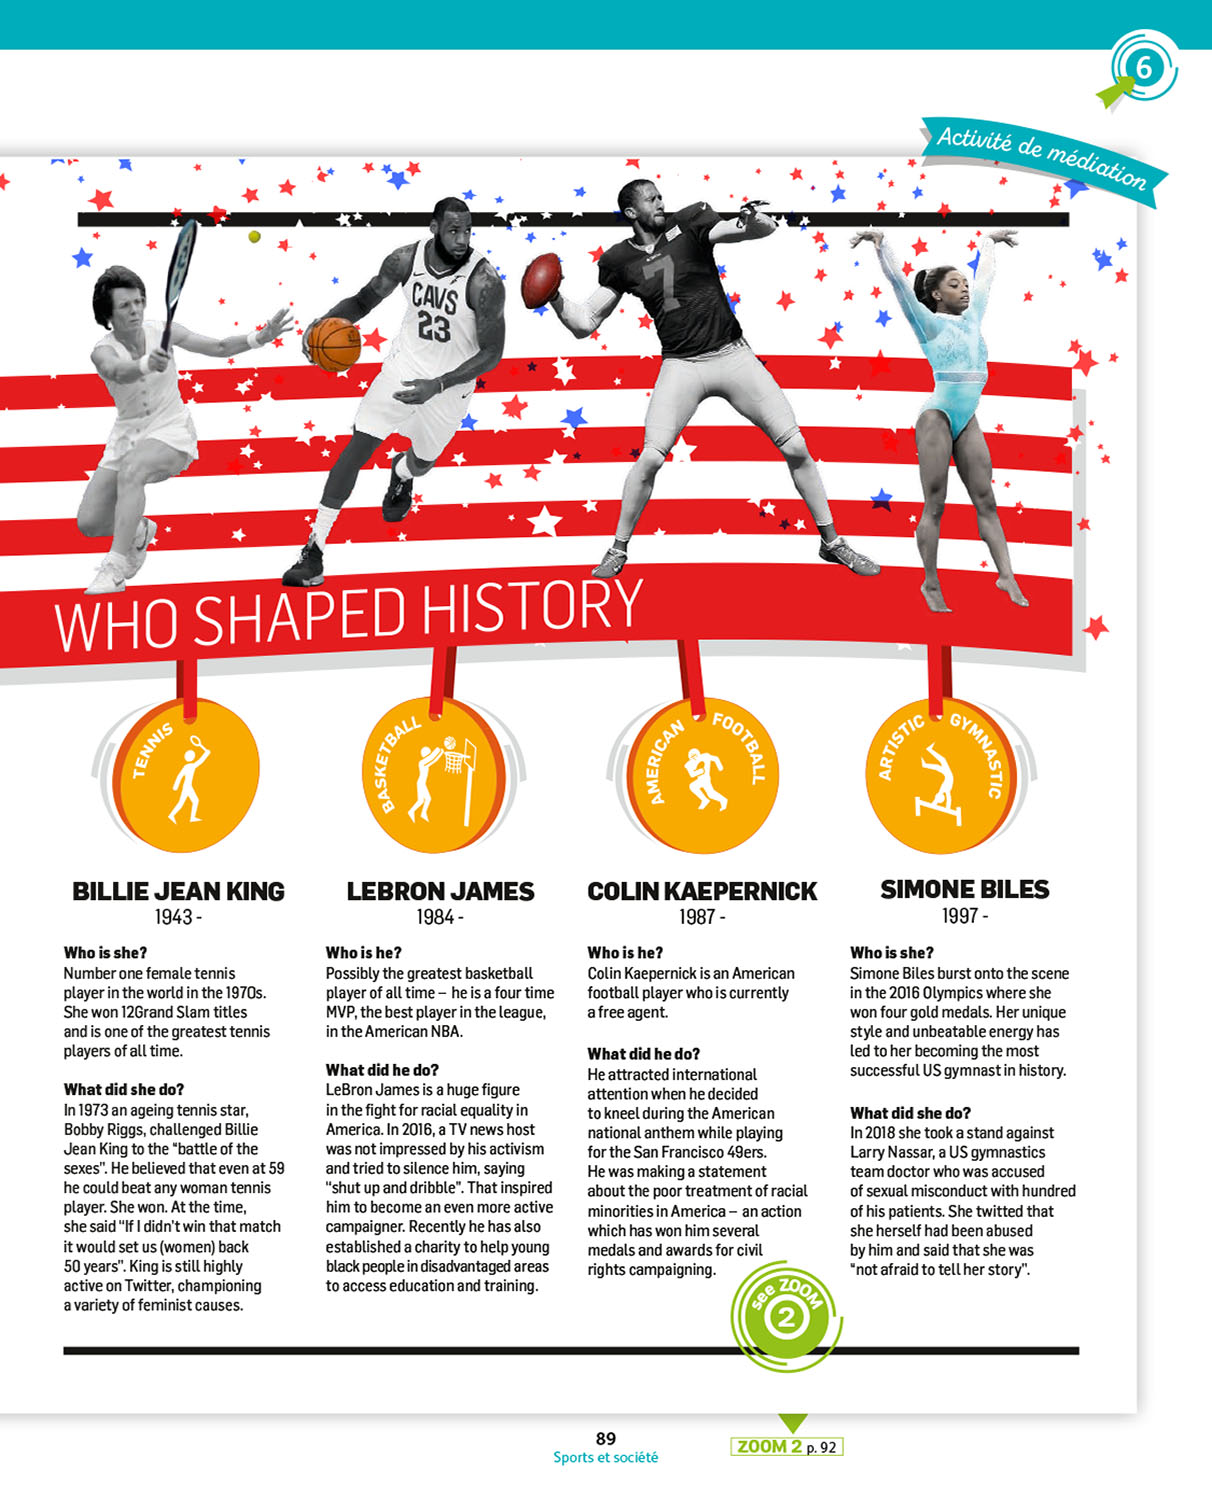 6
Activité de médiation
CAVS
23
7
WHO SHAPED HISTORY
TENNIS
BASKETBALL
AMERICAN FOOTBALL
ARTISTIC GYMNASTIC
BILLIE JEAN KING
1943 -
Who is she?
Number one female tennis
player in the world in the 1970s.
She won 12Grand Slam titles
and is one of the greatest tennis
players of all time.
What did she do?
In 1973 an ageing tennis star,
Bobby Riggs, challenged Billie
Jean King to the “battle of the
sexes”. He believed that even at 59
he could beat any woman tennis
player. She won. At the time,
she said “If I didn’t win that match
it would set us (women) back
50 years”. King is still highly
active on Twitter, championing
a variety of feminist causes.
LEBRON JAMES
1984 -
Who is he?
Possibly the greatest basketball
player of all time – he is a four time
MVP, the best player in the league,
in the American NBA.
What did he do?
LeBron James is a huge figure
in the fight for racial equality in
America. In 2016, a TV news host
was not impressed by his activism
and tried to silence him, saying
“shut up and dribble”. That inspired
him to become an even more active
campaigner. Recently he has also
established a charity to help young
black people in disadvantaged areas
to access education and training.
COLIN KAEPERNICK
1987 -
Who is he?
Colin Kaepernick is an American
football player who is currently
a free agent.
What did he do?
He attracted international
attention when he decided
to kneel during the American
national anthem while playing
for the San Francisco 49ers.
He was making a statement
about the poor treatment of racial
minorities in America – an action
which has won him several
medals and awards for civil
rights campaigning.
SIMONE BILES
1997 -
Who is she?
Simone Biles burst onto the scene
in the 2016 Olympics where she
won four gold medals. Her unique
style and unbeatable energy has
led to her becoming the most
successful US gymnast in history.
What did she do?
In 2018 she took a stand against
Larry Nassar, a US gymnastics
team doctor who was accused
of sexual misconduct with hundred
of his patients. She twitted that
she herself had been abused
by him and said that she was
“not afraid to tell her story”.
see ZOOM
2
89
Sports et société
ZOOM 2 p. 92